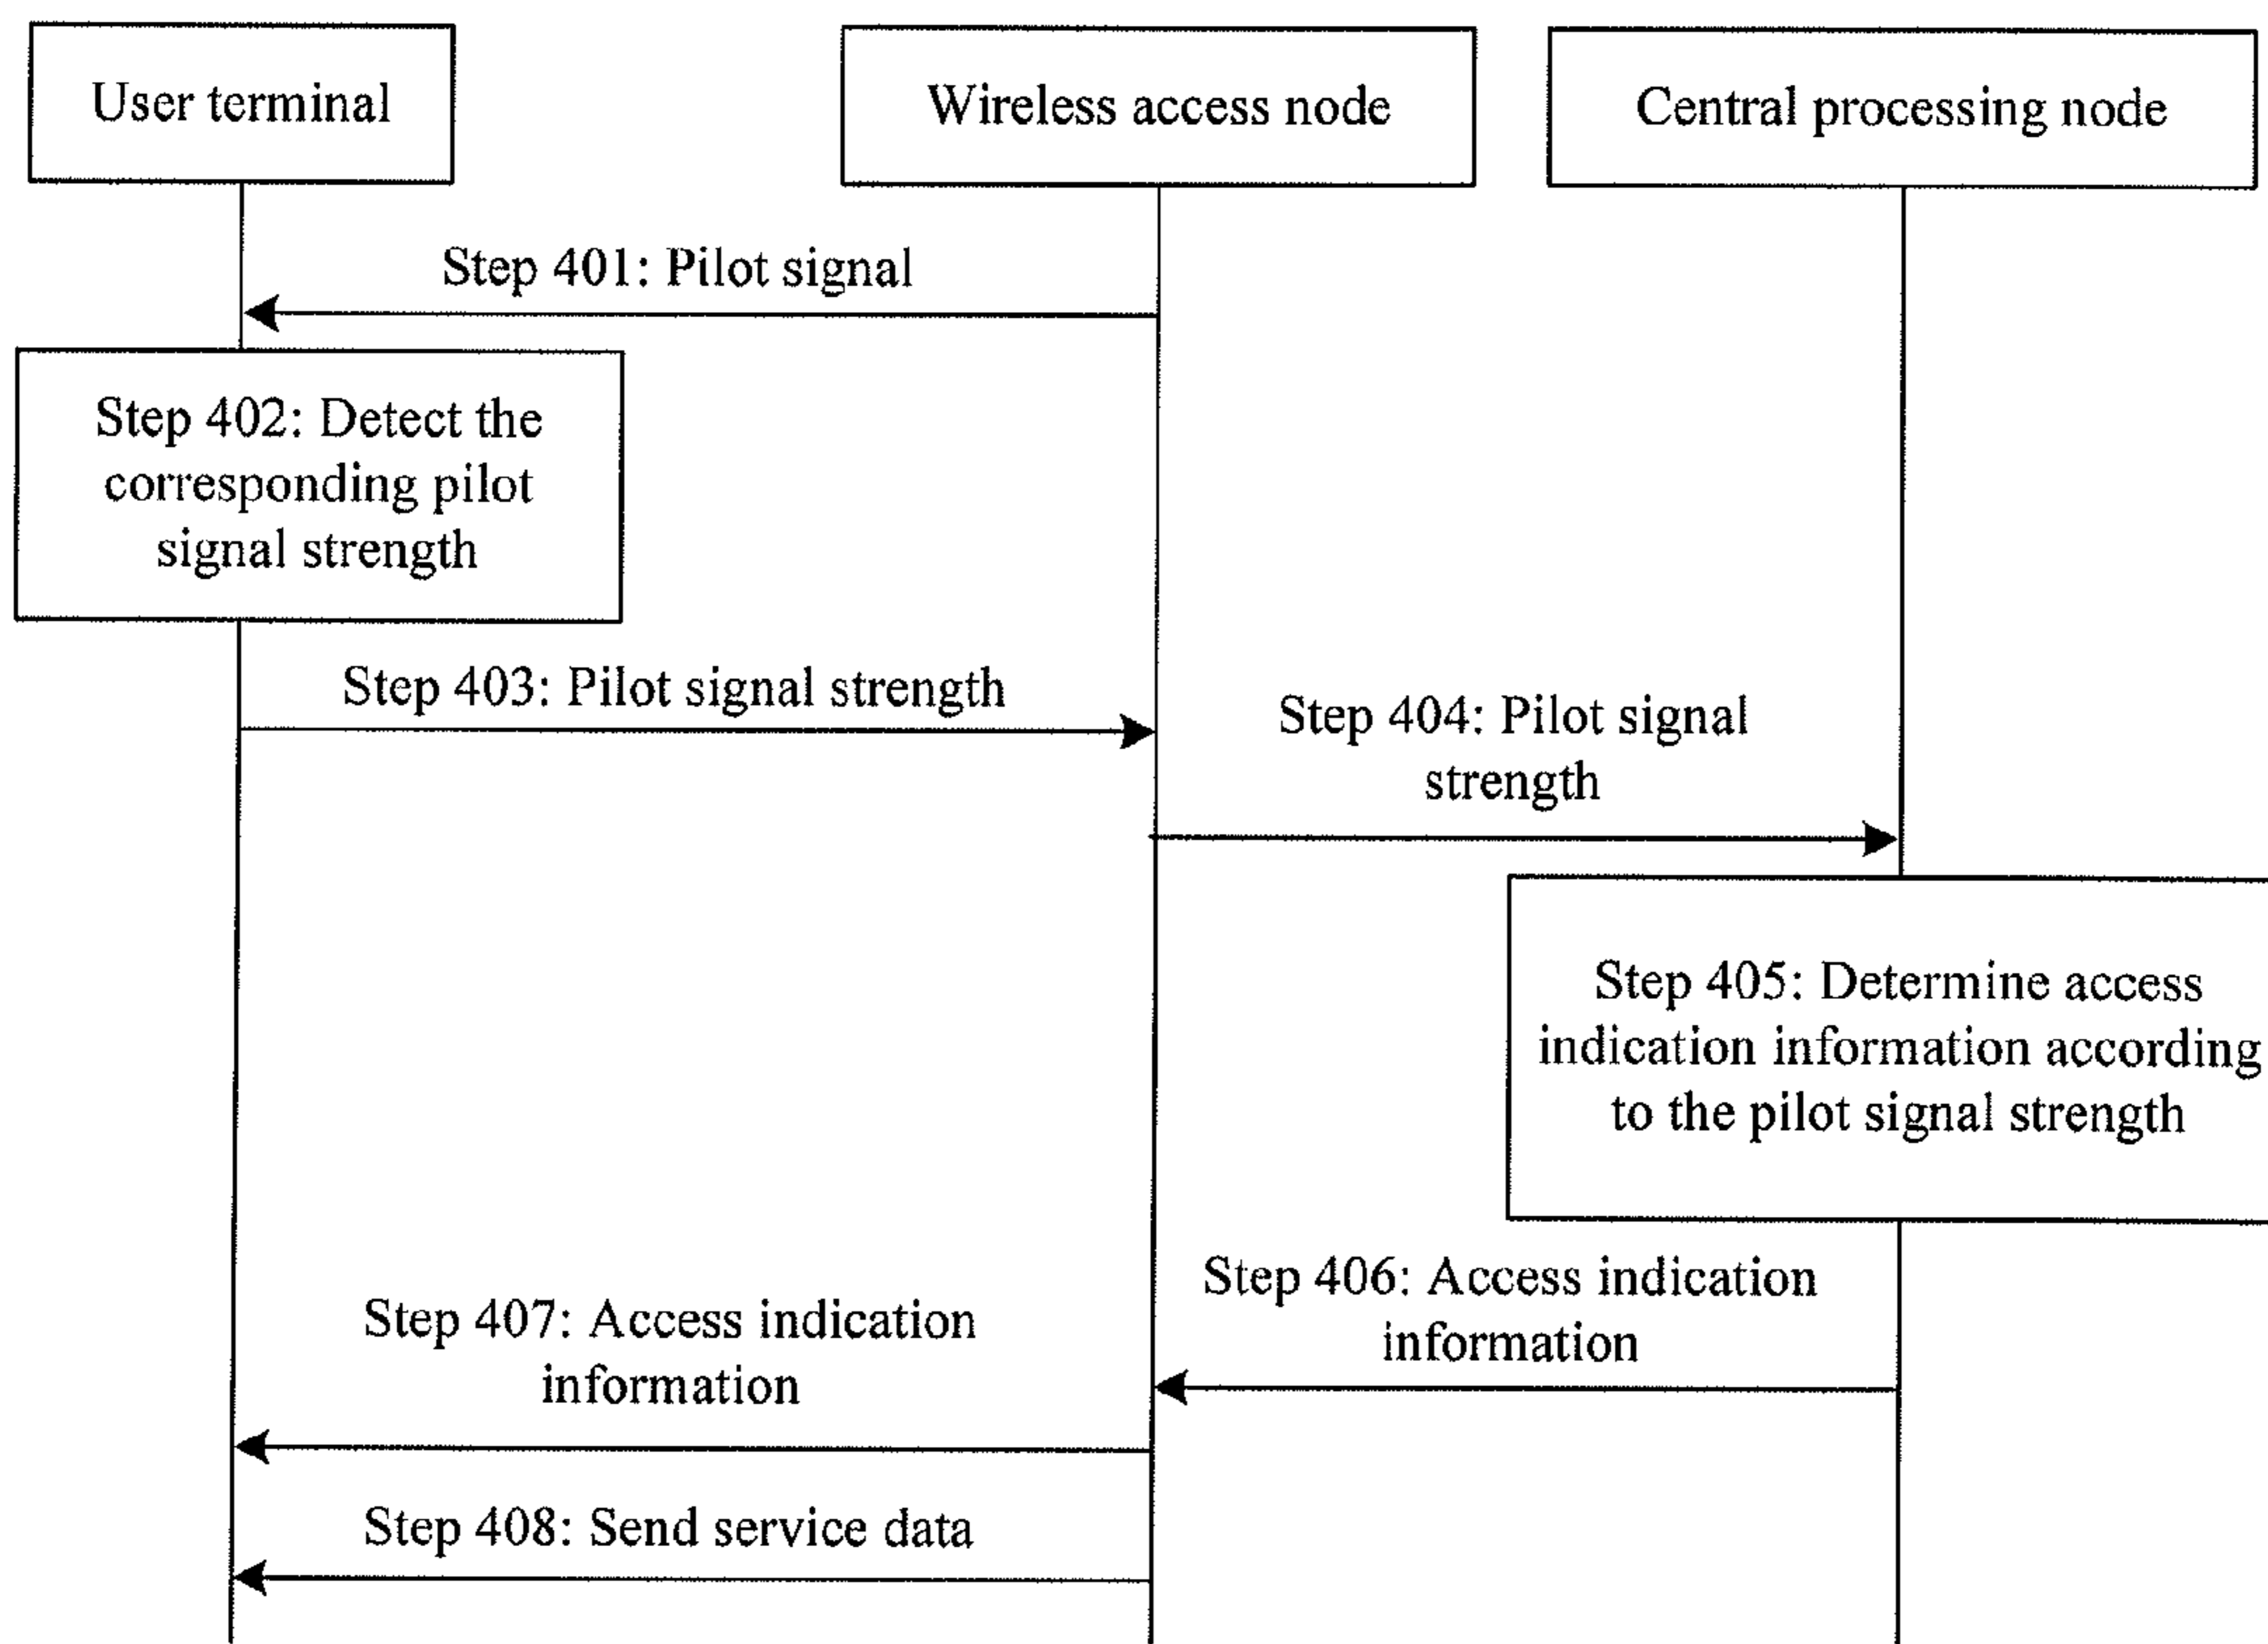 User terminal
Wireless access node
Central processing node
Step 401: Pilot signal
Step 402: Detect the
corresponding pilot
signal strength
Step 403: Pilot signal strength
Step 404: Pilot signal
strength
Step 405: Determine access
indication information according
to the pilot signal strength
Step 406: Access indication
information
Step 407: Access indication
information
Step 408: Send service data